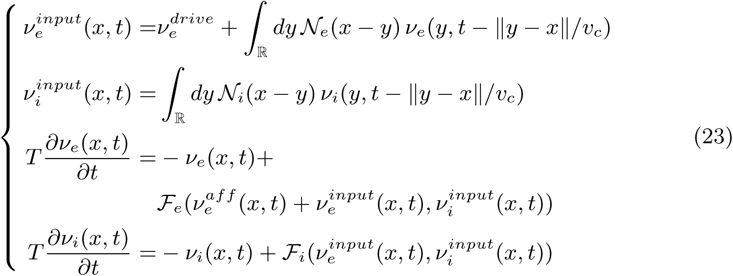 ν_e^{input}(x, t) = ν_e^{drive} + ∫_ℝ dy 𝒩_e(x − y) ν_e(y, t − ‖y − x‖/v_c)
ν_i^{input}(x, t) = ∫_ℝ dy 𝒩_i(x − y) ν_i(y, t − ‖y − x‖/v_c)
(23)
T ∂ν_e(x, t)/∂t = − ν_e(x, t)+
ℱ_e(ν_e^{aff}(x, t) + ν_e^{input}(x, t), ν_i^{input}(x, t))
T ∂ν_i(x, t)/∂t = − ν_i(x, t) + ℱ_i(ν_e^{input}(x, t), ν_i^{input}(x, t))